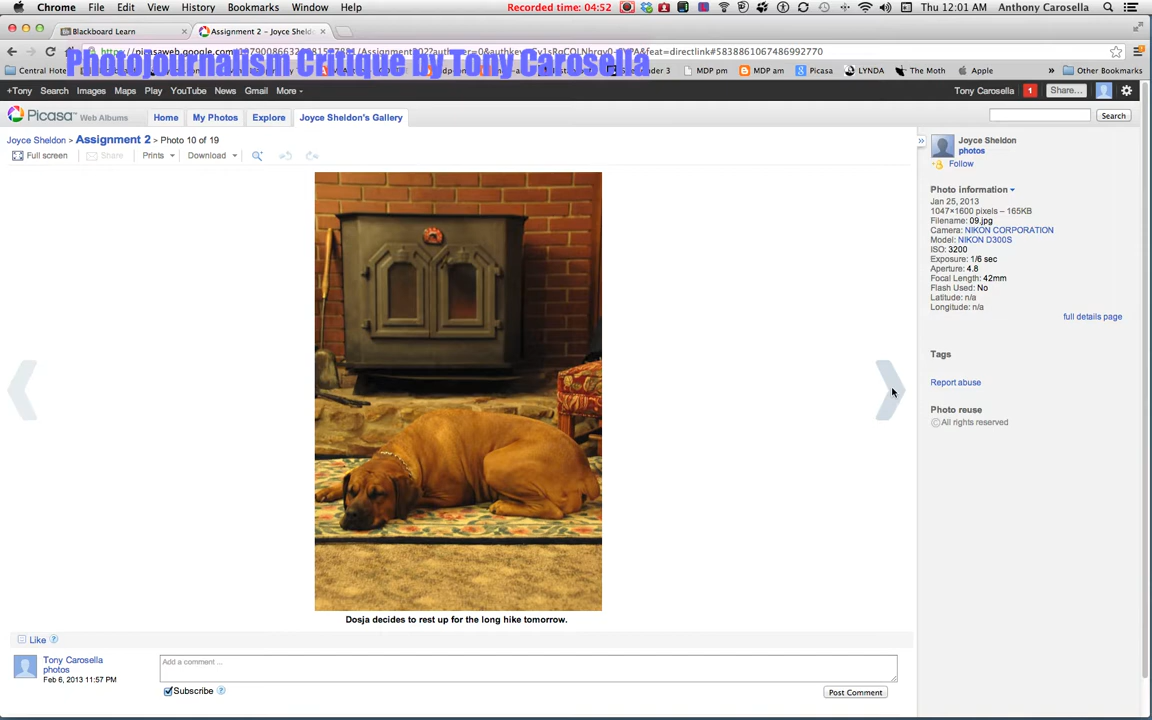 Chrome File Edit View History Bookmarks Window Help Recorded time: 04:52 Thu 12:01 AM Anthony Carosella
Blackboard Learn × Assignment 2 – Joyce Sheldo ×
Photojournalism Critique By Tony Carosella
feat=directlink#5838861067486992770
Central Hote MDP pm MDP am Picasa LYNDA The Moth Apple » Other Bookmarks
+Tony Search Images Maps Play YouTube News Gmail More Tony Carosella 1 Share...
Picasa™ Web Albums Home My Photos Explore Joyce Sheldon's Gallery Search
Joyce Sheldon > Assignment 2 > Photo 10 of 19
Full screen Share Prints Download
»
Joyce Sheldon
photos
Follow
Photo information
Jan 25, 2013
1047×1600 pixels – 165KB
Filename: 09.jpg
Camera: NIKON CORPORATION
Model: NIKON D300S
ISO: 3200
Exposure: 1/6 sec
Aperture: 4.8
Focal Length: 42mm
Flash Used: No
Latitude: n/a
Longitude: n/a
full details page
Tags
Report abuse
Photo reuse
©All rights reserved
Dosja decides to rest up for the long hike tomorrow.
Like ?
Tony Carosella
photos
Feb 6, 2013 11:57 PM
Add a comment ...
Subscribe ?
Post Comment